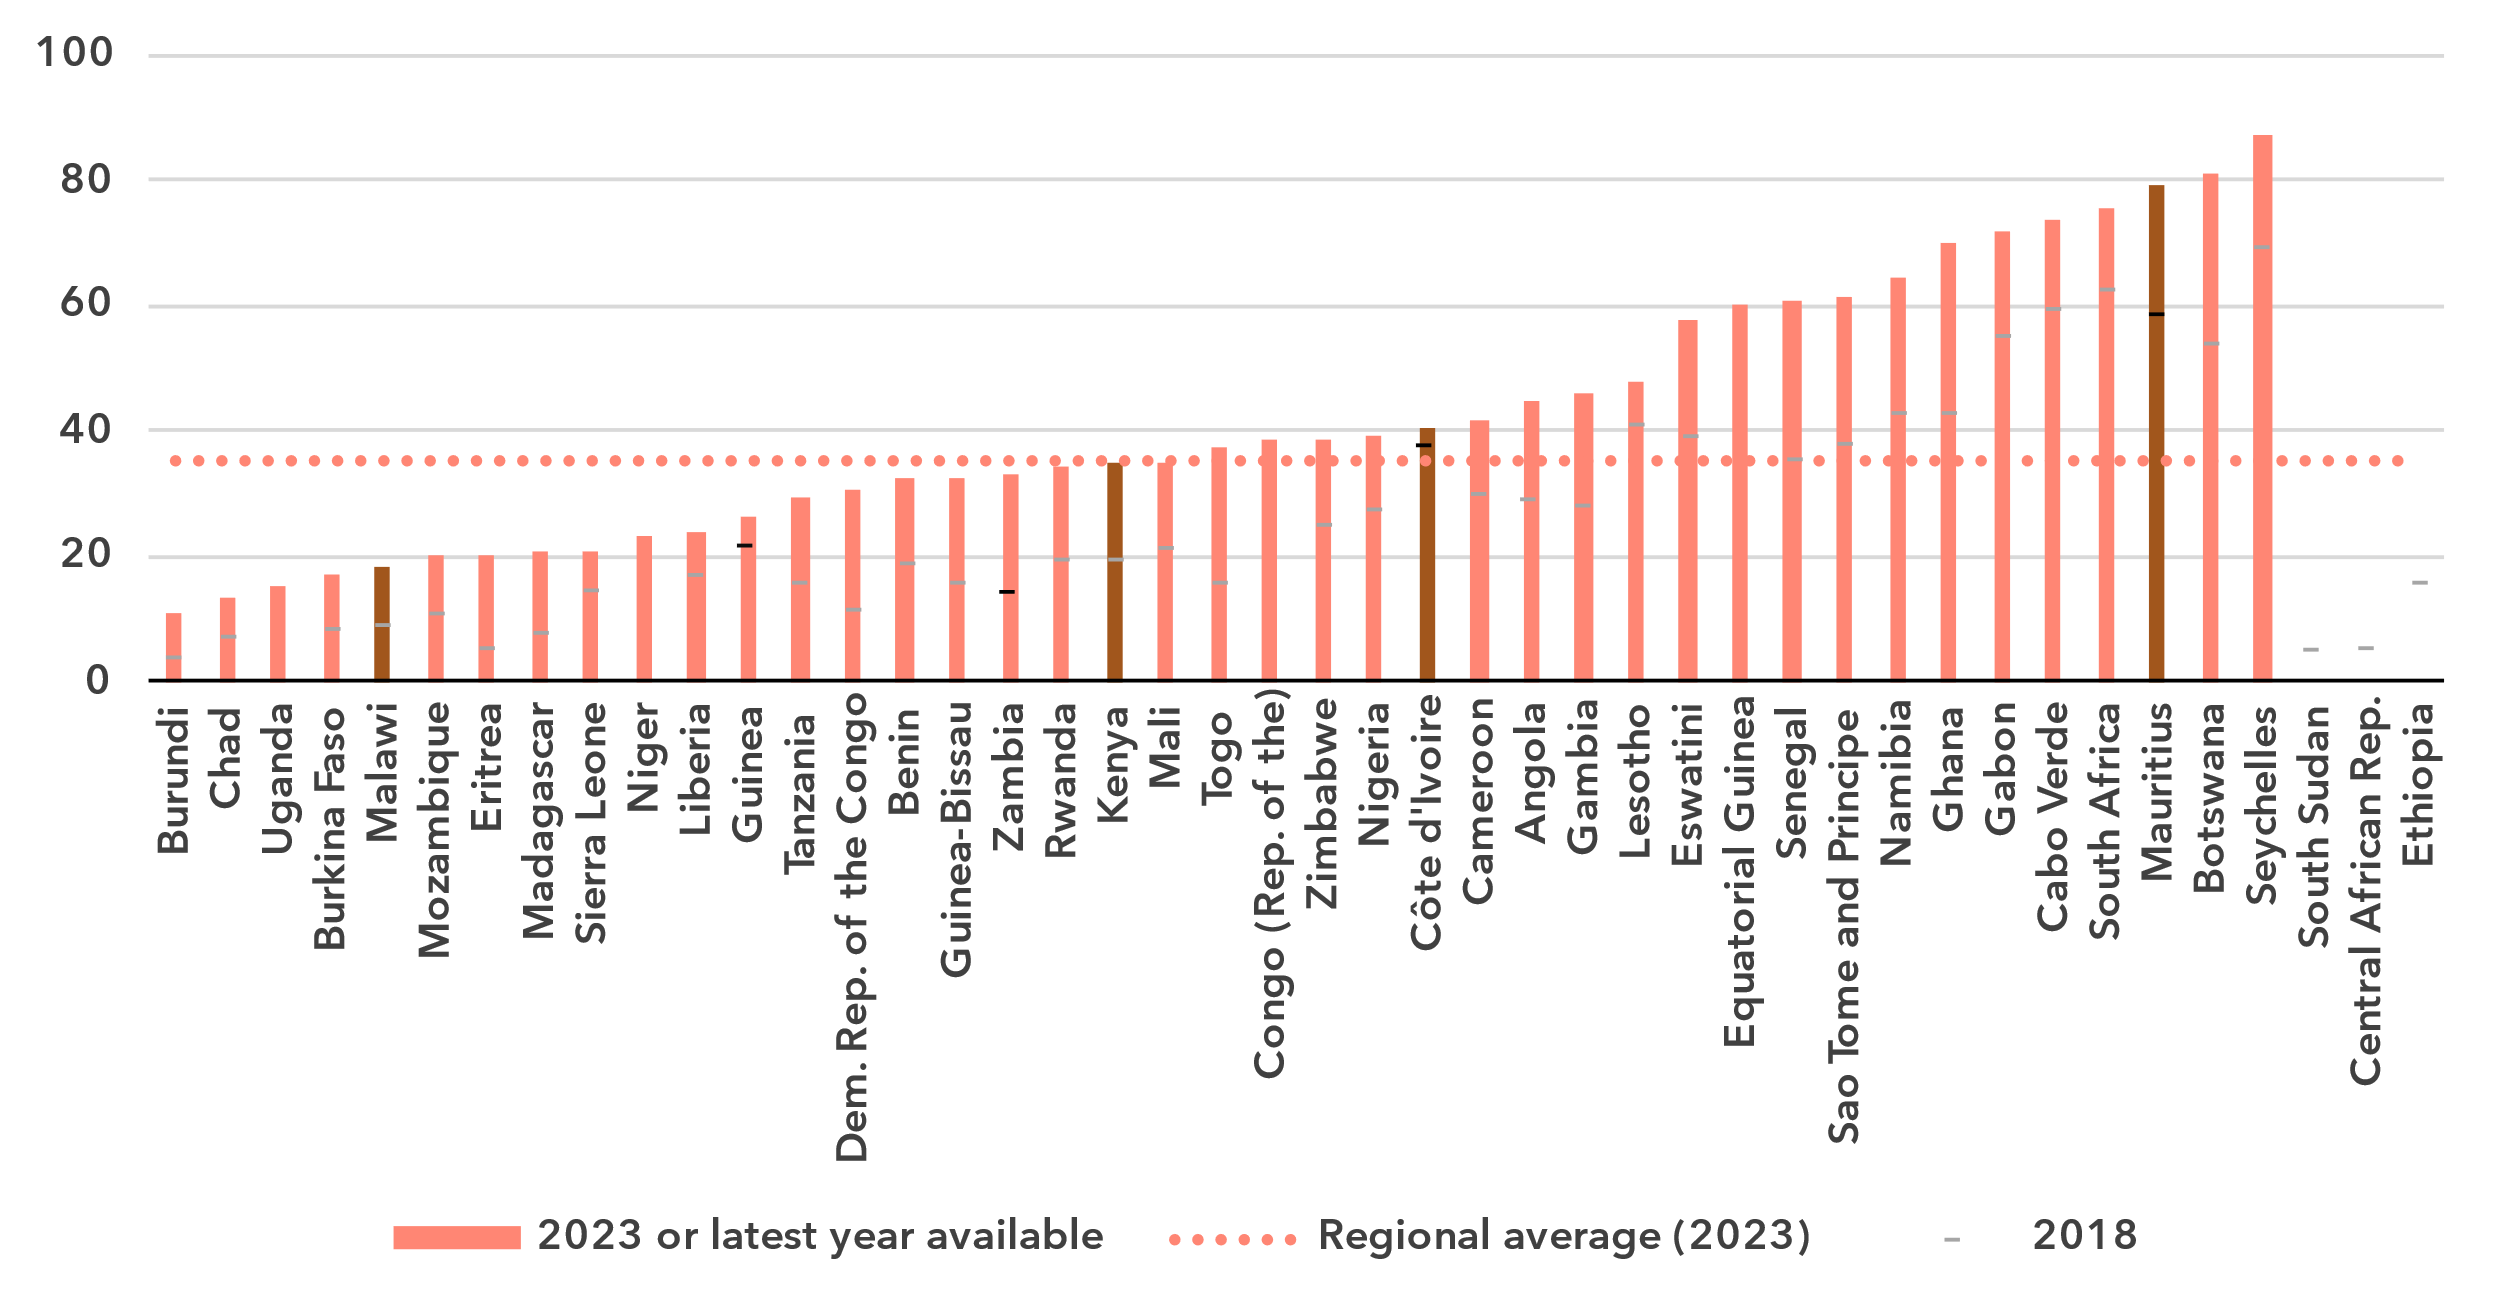 100
80
60
40
20
0
Burundi
Chad
Uganda
Burkina Faso
Malawi
Mozambique
Eritrea
Madagascar
Sierra Leone
Niger
Liberia
Guinea
Tanzania
Dem. Rep. of the Congo
Benin
Guinea-Bissau
Zambia
Rwanda
Kenya
Mali
Togo
Congo (Rep. of the)
Zimbabwe
Nigeria
Côte d'Ivoire
Cameroon
Angola
Gambia
Lesotho
Eswatini
Equatorial Guinea
Senegal
Sao Tome and Principe
Namibia
Ghana
Gabon
Cabo Verde
South Africa
Mauritius
Botswana
Seychelles
South Sudan
Central African Rep.
Ethiopia
2023 or latest year available
Regional average (2023)
2018